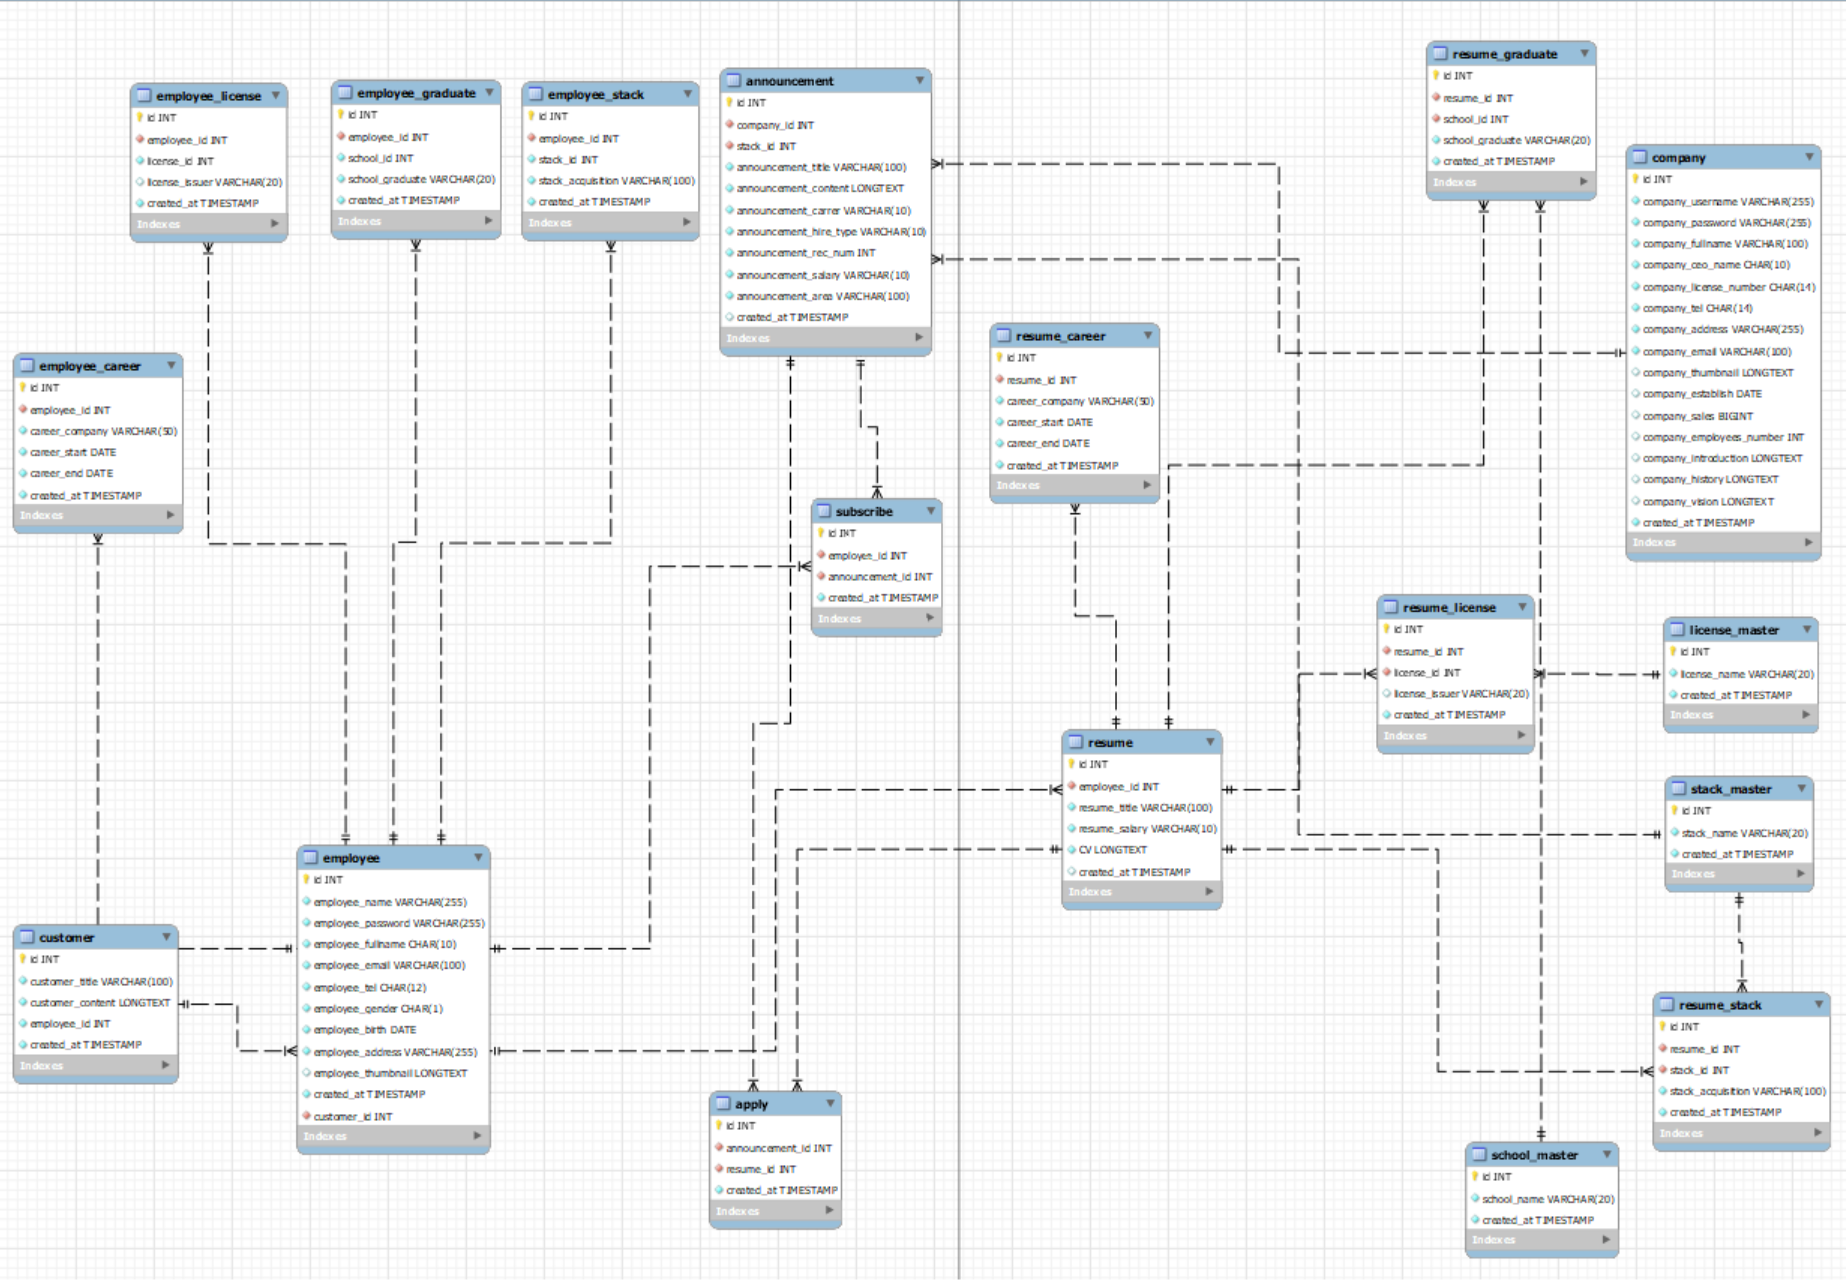 employee_license
id INT
employee_id INT
license_id INT
license_issuer VARCHAR(20)
created_at TIMESTAMP
Indexes
employee_graduate
id INT
employee_id INT
school_id INT
school_graduate VARCHAR(20)
created_at TIMESTAMP
Indexes
employee_stack
id INT
employee_id INT
stack_id INT
stack_acquisition VARCHAR(100)
created_at TIMESTAMP
Indexes
announcement
id INT
company_id INT
stack_id INT
announcement_title VARCHAR(100)
announcement_content LONGTEXT
announcement_carrer VARCHAR(10)
announcement_hire_type VARCHAR(10)
announcement_rec_num INT
announcement_salary VARCHAR(10)
announcement_area VARCHAR(100)
created_at TIMESTAMP
Indexes
resume_graduate
id INT
resume_id INT
school_id INT
school_graduate VARCHAR(20)
created_at TIMESTAMP
Indexes
company
id INT
company_username VARCHAR(255)
company_password VARCHAR(255)
company_fullname VARCHAR(100)
company_ceo_name CHAR(10)
company_license_number CHAR(14)
company_tel CHAR(14)
company_address VARCHAR(255)
company_email VARCHAR(100)
company_thumbnail LONGTEXT
company_establish DATE
company_sales BIGINT
company_employees_number INT
company_introduction LONGTEXT
company_history LONGTEXT
company_vision LONGTEXT
created_at TIMESTAMP
Indexes
employee_career
id INT
employee_id INT
career_company VARCHAR(50)
career_start DATE
career_end DATE
created_at TIMESTAMP
Indexes
resume_career
id INT
resume_id INT
career_company VARCHAR(50)
career_start DATE
career_end DATE
created_at TIMESTAMP
Indexes
subscribe
id INT
employee_id INT
announcement_id INT
created_at TIMESTAMP
Indexes
resume_license
id INT
resume_id INT
license_id INT
license_issuer VARCHAR(20)
created_at TIMESTAMP
Indexes
license_master
id INT
license_name VARCHAR(20)
created_at TIMESTAMP
Indexes
resume
id INT
employee_id INT
resume_title VARCHAR(100)
resume_salary VARCHAR(10)
CV LONGTEXT
created_at TIMESTAMP
Indexes
stack_master
id INT
stack_name VARCHAR(20)
created_at TIMESTAMP
Indexes
customer
id INT
customer_title VARCHAR(100)
customer_content LONGTEXT
employee_id INT
created_at TIMESTAMP
Indexes
employee
id INT
employee_name VARCHAR(255)
employee_password VARCHAR(255)
employee_fullname CHAR(10)
employee_email VARCHAR(100)
employee_tel CHAR(12)
employee_gender CHAR(1)
employee_birth DATE
employee_address VARCHAR(255)
employee_thumbnail LONGTEXT
created_at TIMESTAMP
customer_id INT
Indexes
apply
id INT
announcement_id INT
resume_id INT
created_at TIMESTAMP
Indexes
resume_stack
id INT
resume_id INT
stack_id INT
stack_acquisition VARCHAR(100)
created_at TIMESTAMP
Indexes
school_master
id INT
school_name VARCHAR(20)
created_at TIMESTAMP
Indexes